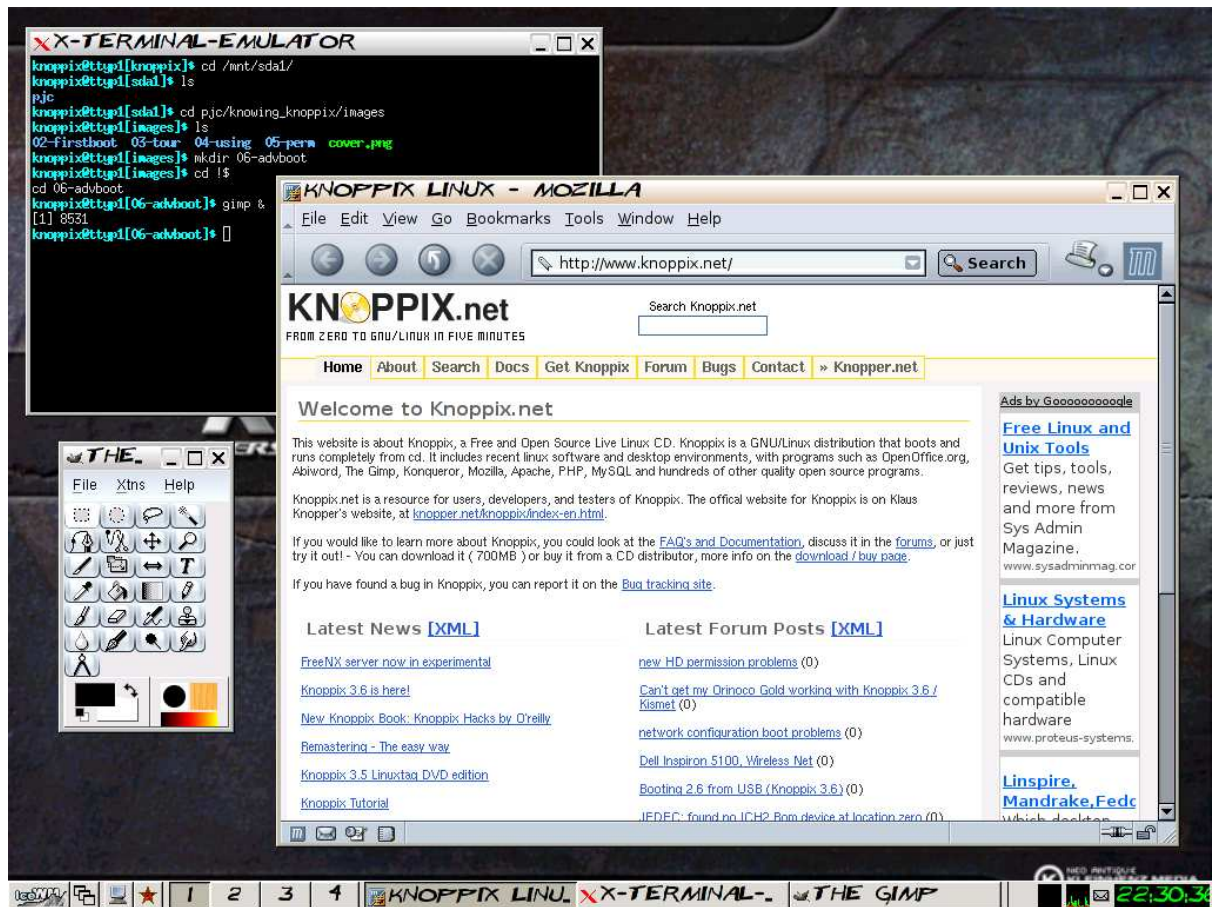 X-TERMINAL-EMULATOR
knoppix@ttyp1[knoppix]$ cd /mnt/sda1/
knoppix@ttyp1[sda1]$ ls
pjc
knoppix@ttyp1[sda1]$ cd pjc/knowing_knoppix/images
knoppix@ttyp1[images]$ ls
02-firstboot 03-tour 04-using 05-perm cover.png
knoppix@ttyp1[images]$ mkdir 06-advboot
knoppix@ttyp1[images]$ cd !$
cd 06-advboot
knoppix@ttyp1[06-advboot]$ gimp &
[1] 8531
knoppix@ttyp1[06-advboot]$
KNOPPIX LINUX - MOZILLA
File Edit View Go Bookmarks Tools Window Help
http://www.knoppix.net/
Search
KNOPPIX.net
FROM ZERO TO GNU/LINUX IN FIVE MINUTES
Search Knoppix.net
Home About Search Docs Get Knoppix Forum Bugs Contact » Knopper.net
Welcome to Knoppix.net
This website is about Knoppix, a Free and Open Source Live Linux CD. Knoppix is a GNU/Linux distribution that boots and
runs completely from cd. It includes recent linux software and desktop environments, with programs such as OpenOffice.org,
Abiword, The Gimp, Konqueror, Mozilla, Apache, PHP, MySQL and hundreds of other quality open source programs.
Knoppix.net is a resource for users, developers, and testers of Knoppix. The offical website for Knoppix is on Klaus
Knopper's website, at knopper.net/knoppix/index-en.html.
If you would like to learn more about Knoppix, you could look at the FAQ's and Documentation, discuss it in the forums, or just
try it out! - You can download it ( 700MB ) or buy it from a CD distributor, more info on the download / buy page.
If you have found a bug in Knoppix, you can report it on the Bug tracking site.
Latest News [XML]
FreeNX server now in experimental
Knoppix 3.6 is here!
New Knoppix Book: Knoppix Hacks by O'reilly
Remastering - The easy way
Knoppix 3.5 Linuxtag DVD edition
Knoppix Tutorial
Latest Forum Posts [XML]
new HD permission problems (0)
Can't get my Orinoco Gold working with Knoppix 3.6 /
Kismet (0)
network configuration boot problems (0)
Dell Inspiron 5100, Wireless Net (0)
Booting 2.6 from USB (Knoppix 3.6) (0)
JEDEC: found no ICH2 Rom device at location zero (0)
Ads by Goooooooogle
Free Linux and
Unix Tools
Get tips, tools,
reviews, news
and more from
Sys Admin
Magazine.
www.sysadminmag.cor
Linux Systems
& Hardware
Linux Computer
Systems, Linux
CDs and
compatible
hardware
www.proteus-systems.
Linspire,
Mandrake,Fedc
Which desktop
THE.
File Xtns Help
NEO ANTIQUE
KLEINHENZ MEDIA
IceWM 1 2 3 4 KNOPPIX LINU. X-TERMINAL-. THE GIMP 22:30:36